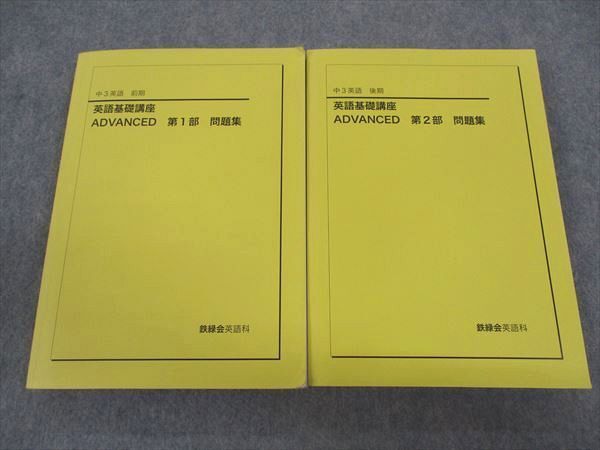 中3英語 前期
英語基礎講座
ADVANCED 第1部 問題集
鉄緑会英語科
中3英語 後期
英語基礎講座
ADVANCED 第2部 問題集
鉄緑会英語科